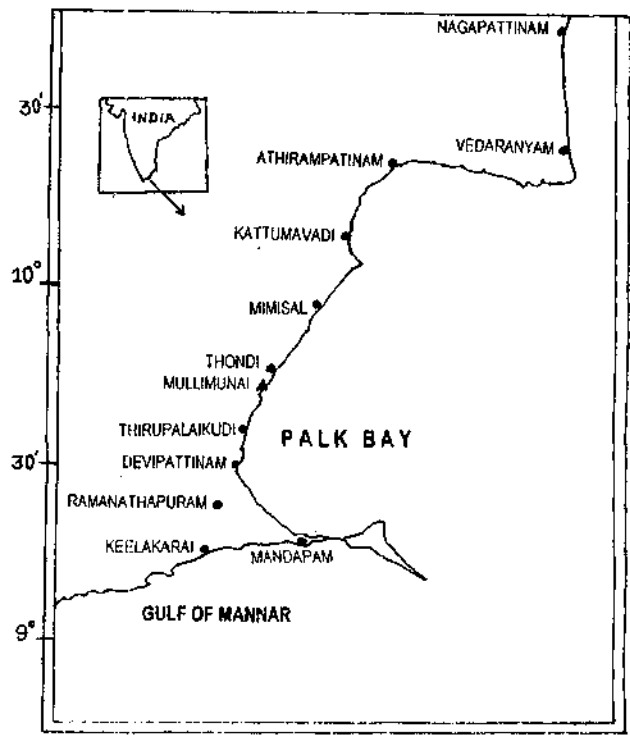 NAGAPATTINAM
30'
INDIA
VEDARANYAM
ATHIRAMPATINAM
KATTUMAVADI
10°
MIMISAL
THONDI
MULLIMUNAI
THIRUPALAIKUDI
PALK BAY
30'
DEVIPATTINAM
RAMANATHAPURAM
KEELAKARAI
MANDAPAM
GULF OF MANNAR
9°